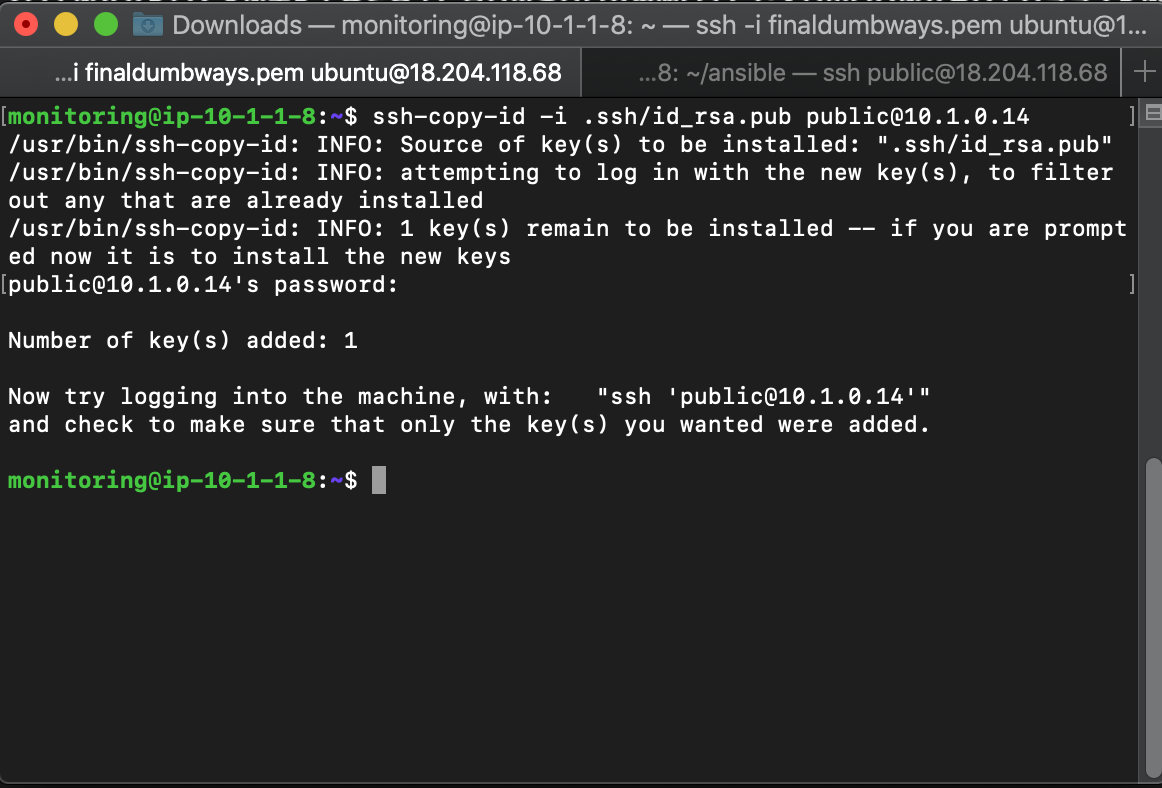 Downloads — monitoring@ip-10-1-1-8: ~ — ssh -i finaldumbways.pem ubuntu@1...
...i finaldumbways.pem ubuntu@18.204.118.68
...8: ~/ansible — ssh public@18.204.118.68
[monitoring@ip-10-1-1-8:~$ ssh-copy-id -i .ssh/id_rsa.pub public@10.1.0.14 ]
/usr/bin/ssh-copy-id: INFO: Source of key(s) to be installed: ".ssh/id_rsa.pub"
/usr/bin/ssh-copy-id: INFO: attempting to log in with the new key(s), to filter
out any that are already installed
/usr/bin/ssh-copy-id: INFO: 1 key(s) remain to be installed -- if you are prompt
ed now it is to install the new keys
[public@10.1.0.14's password: ]
Number of key(s) added: 1
Now try logging into the machine, with:   "ssh 'public@10.1.0.14'"
and check to make sure that only the key(s) you wanted were added.
monitoring@ip-10-1-1-8:~$